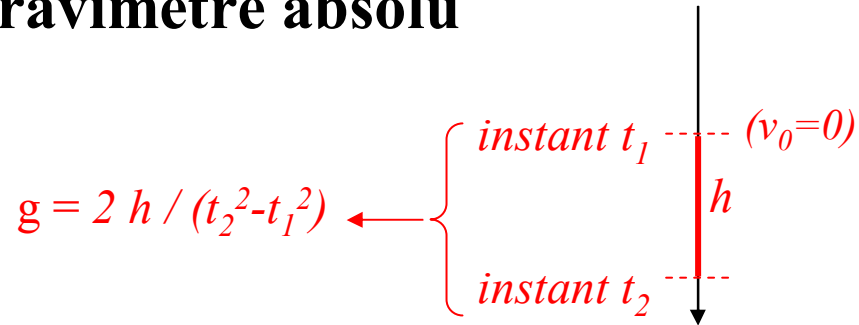 ravimètre absolu
instant t₁ (v₀=0)
g = 2 h / (t₂²-t₁²)
h
instant t₂